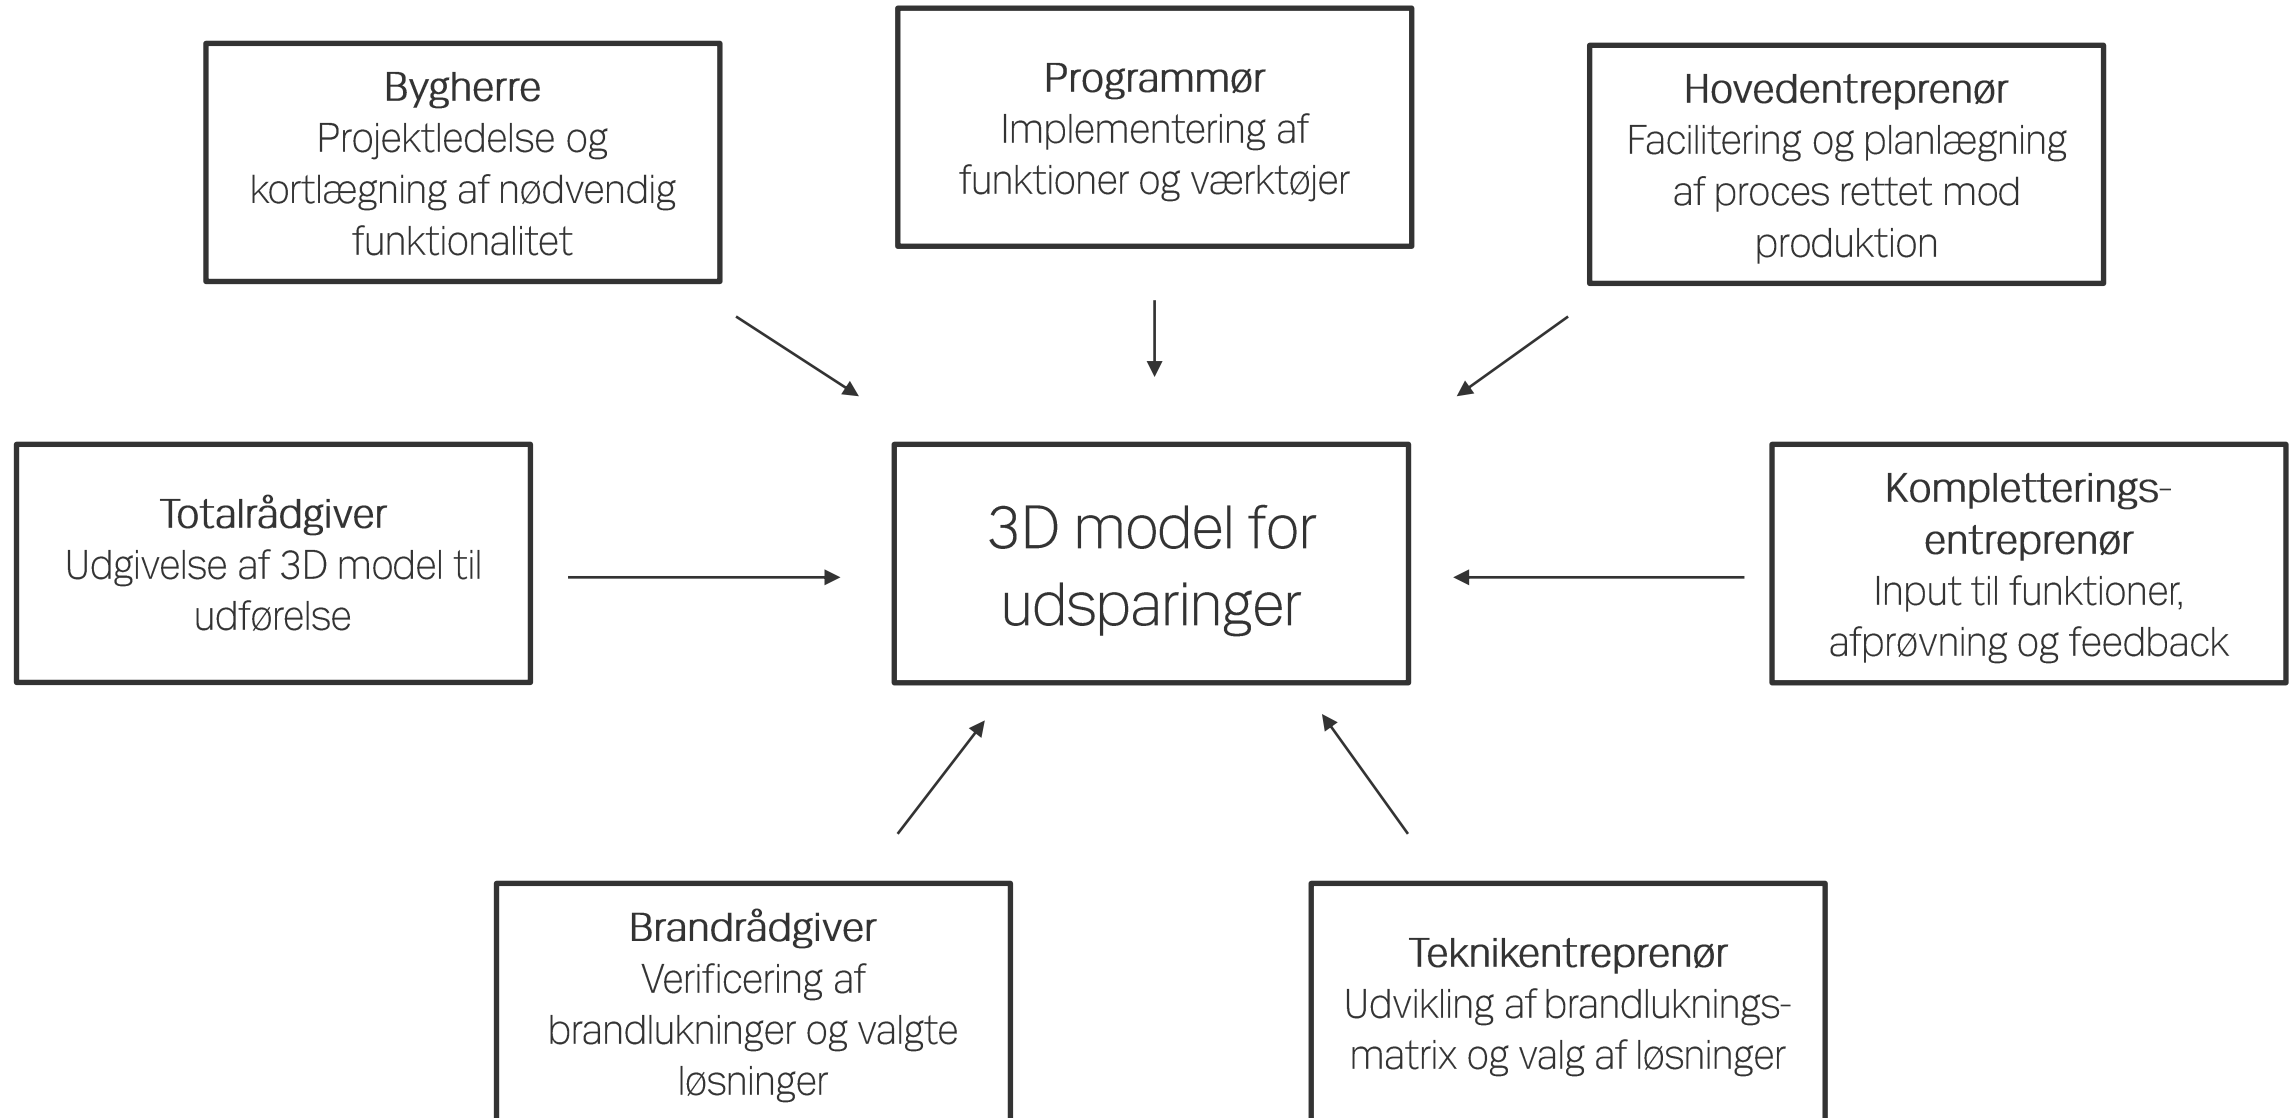 Bygherre
Projektledelse og
kortlægning af nødvendig
funktionalitet
Programmør
Implementering af
funktioner og værktøjer
Hovedentreprenør
Facilitering og planlægning
af proces rettet mod
produktion
Totalrådgiver
Udgivelse af 3D model til
udførelse
3D model for
udsparinger
Kompletterings-
entreprenør
Input til funktioner,
afprøvning og feedback
Brandrådgiver
Verificering af
brandlukninger og valgte
løsninger
Teknikentreprenør
Udvikling af brandluknings-
matrix og valg af løsninger